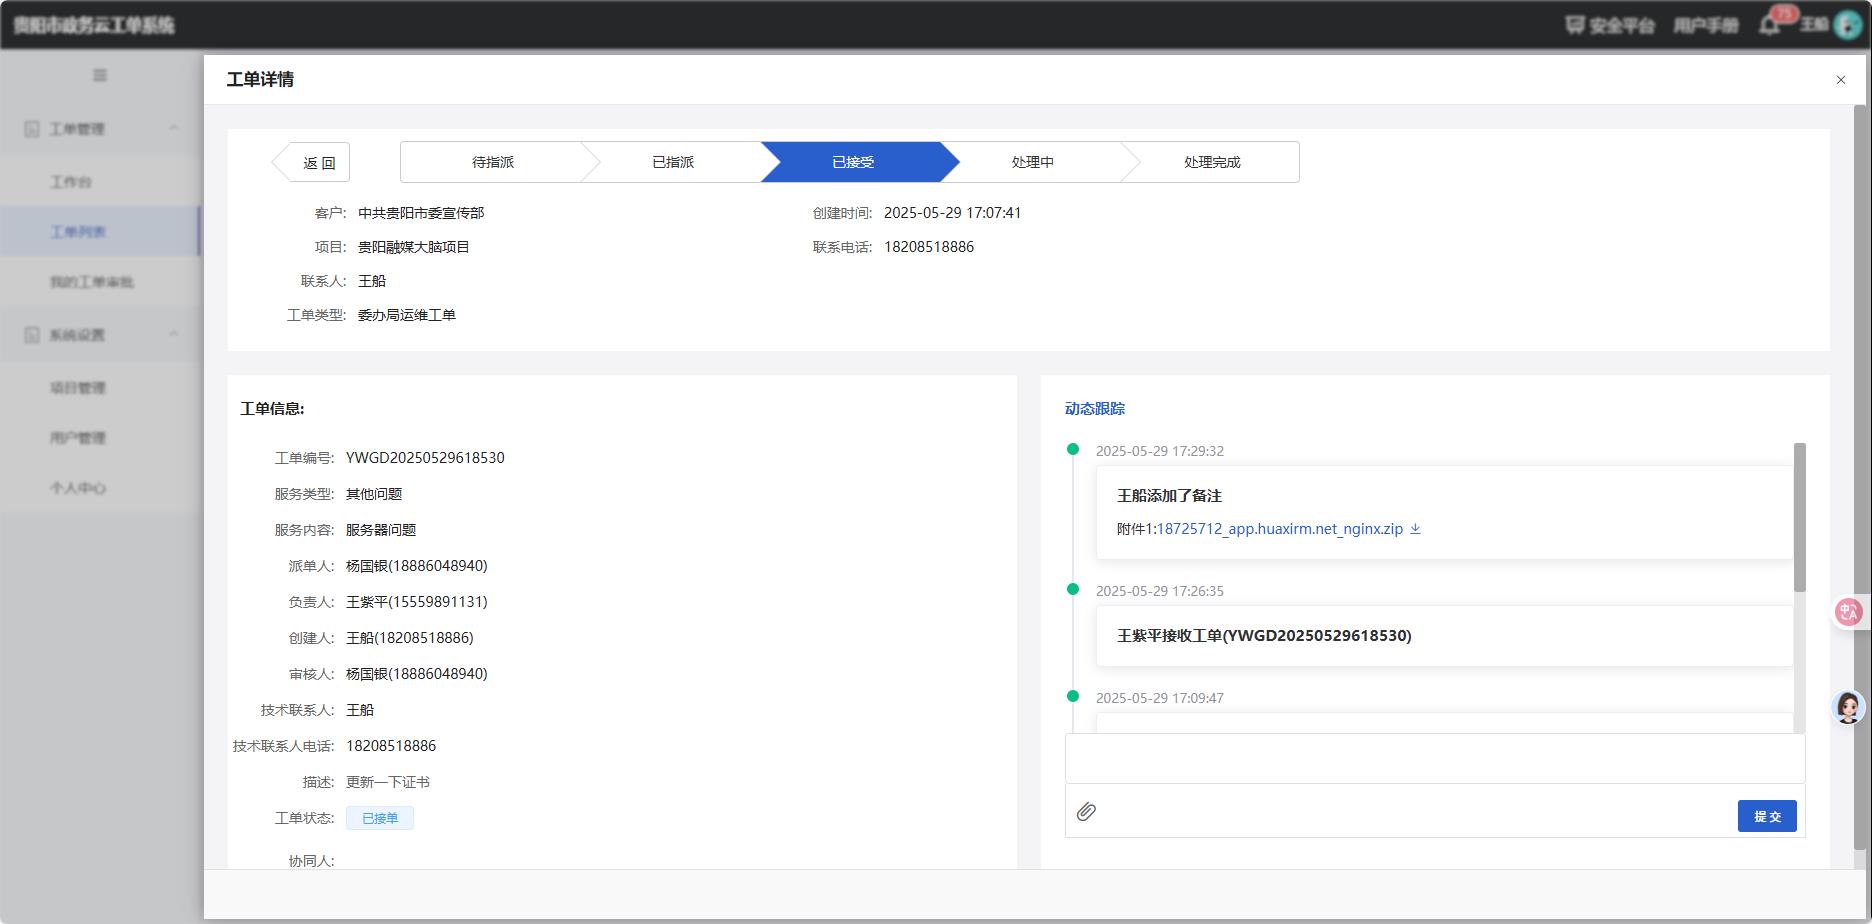 贵阳市政务云工单系统
安全平台 用户手册 75 王船
工单管理
工作台
工单列表
我的工单审批
系统设置
项目管理
用户管理
个人中心
工单详情
返 回
待指派 已指派 已接受 处理中 处理完成
客户: 中共贵阳市委宣传部 创建时间: 2025-05-29 17:07:41
项目: 贵阳融媒大脑项目 联系电话: 18208518886
联系人: 王船
工单类型: 委办局运维工单
工单信息:
工单编号: YWGD20250529618530
服务类型: 其他问题
服务内容: 服务器问题
派单人: 杨国银(18886048940)
负责人: 王紫平(15559891131)
创建人: 王船(18208518886)
审核人: 杨国银(18886048940)
技术联系人: 王船
技术联系人电话: 18208518886
描述: 更新一下证书
工单状态: 已接单
协同人:
动态跟踪
2025-05-29 17:29:32
王船添加了备注
附件1:18725712_app.huaxirm.net_nginx.zip
2025-05-29 17:26:35
王紫平接收工单(YWGD20250529618530)
2025-05-29 17:09:47
提 交